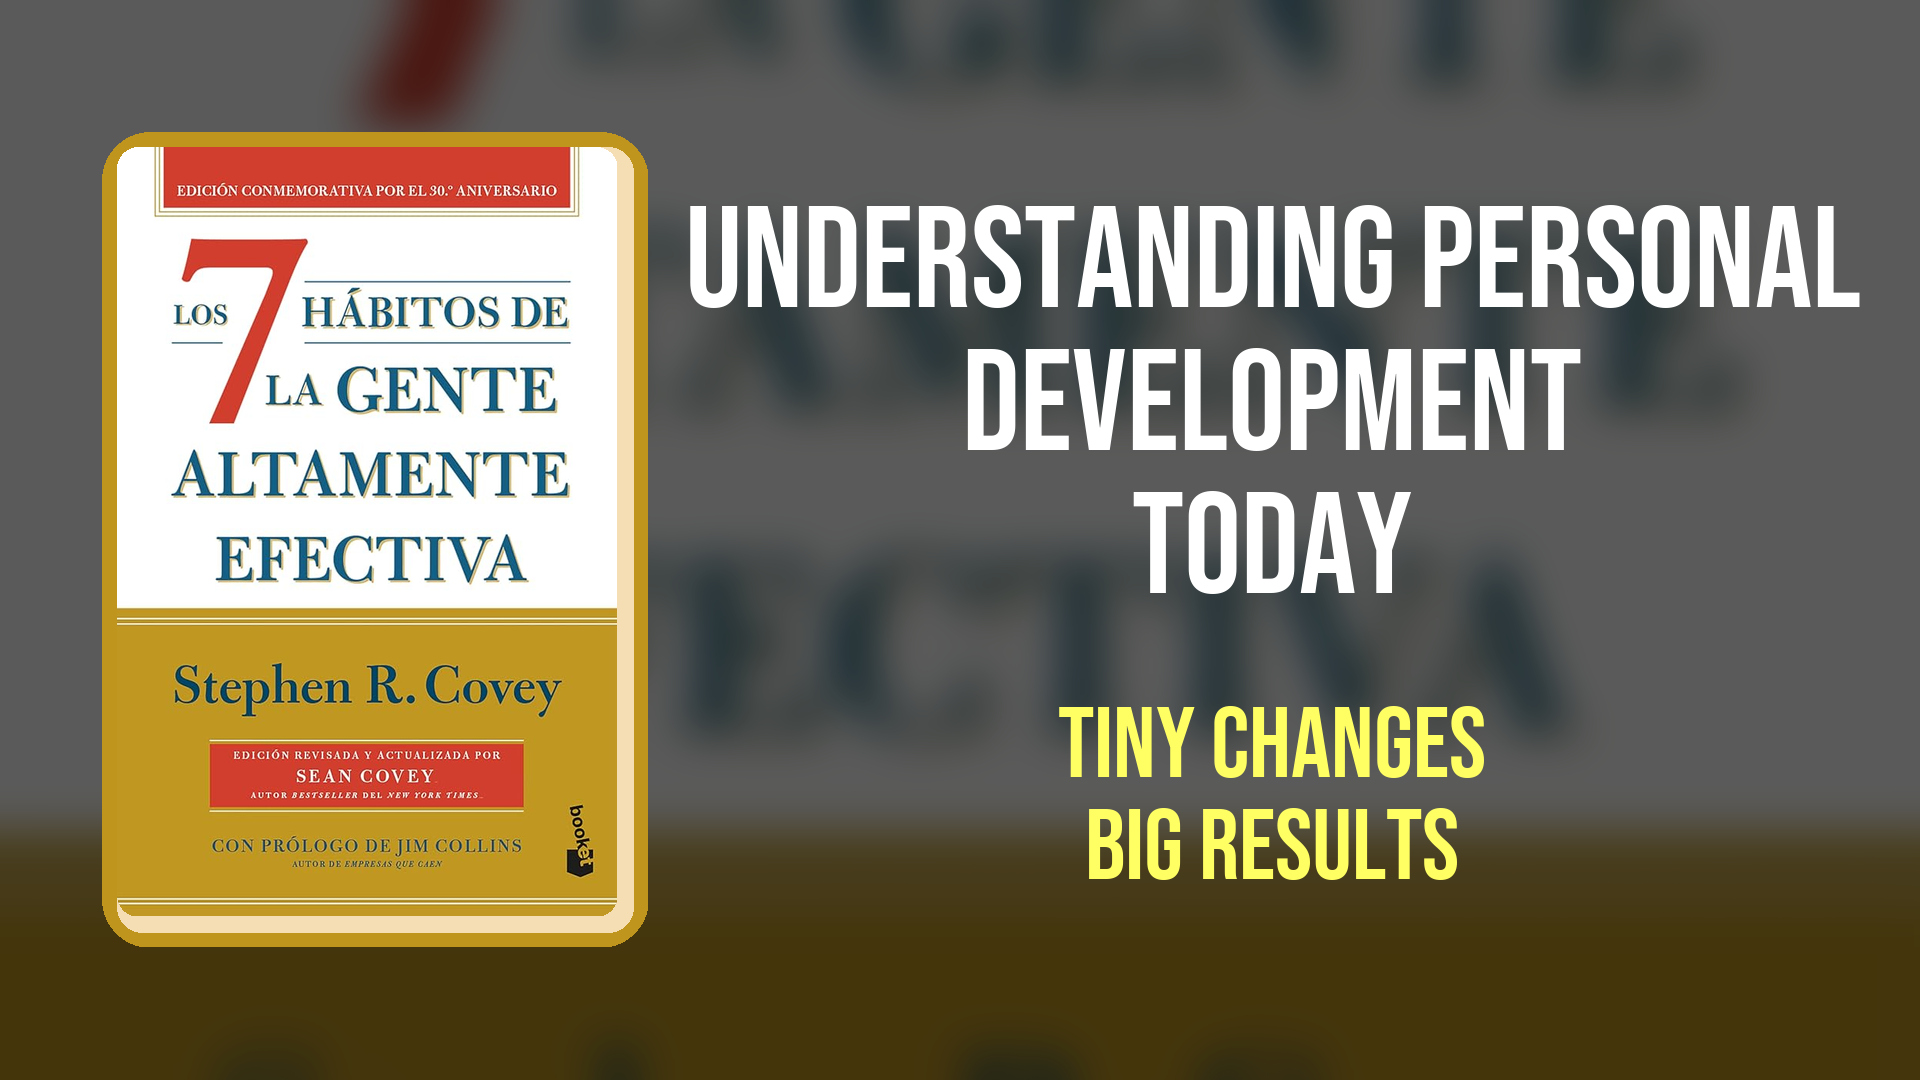 EDICIÓN CONMEMORATIVA POR EL 30.º ANIVERSARIO
LOS 7 HÁBITOS DE
LA GENTE
ALTAMENTE
EFECTIVA
Stephen R. Covey
EDICIÓN REVISADA Y ACTUALIZADA POR
SEAN COVEY
AUTOR BESTSELLER DEL NEW YORK TIMES
CON PRÓLOGO DE JIM COLLINS
AUTOR DE EMPRESAS QUE CAEN
booket
UNDERSTANDING PERSONAL
DEVELOPMENT
TODAY
TINY CHANGES
BIG RESULTS